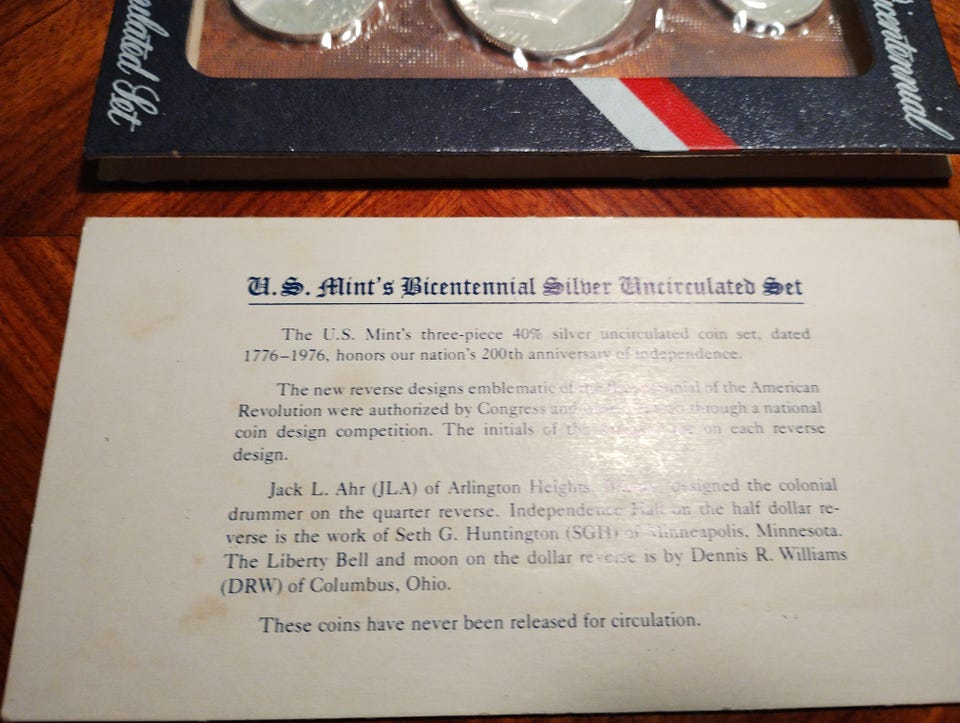 ulated Set
Bicentennial
U.S. Mint's Bicentennial Silver Uncirculated Set
The U.S. Mint's three-piece 40% silver uncirculated coin set, dated
1776–1976, honors our nation's 200th anniversary of independence.
The new reverse designs emblematic of the Bicentennial of the American
Revolution were authorized by Congress and through a national
coin design competition. The initials of the on each reverse
design.
Jack L. Ahr (JLA) of Arlington Heights, designed the colonial
drummer on the quarter reverse. Independence Hall on the half dollar re-
verse is the work of Seth G. Huntington (SGH) of Minneapolis, Minnesota.
The Liberty Bell and moon on the dollar reverse is by Dennis R. Williams
(DRW) of Columbus, Ohio.
These coins have never been released for circulation.